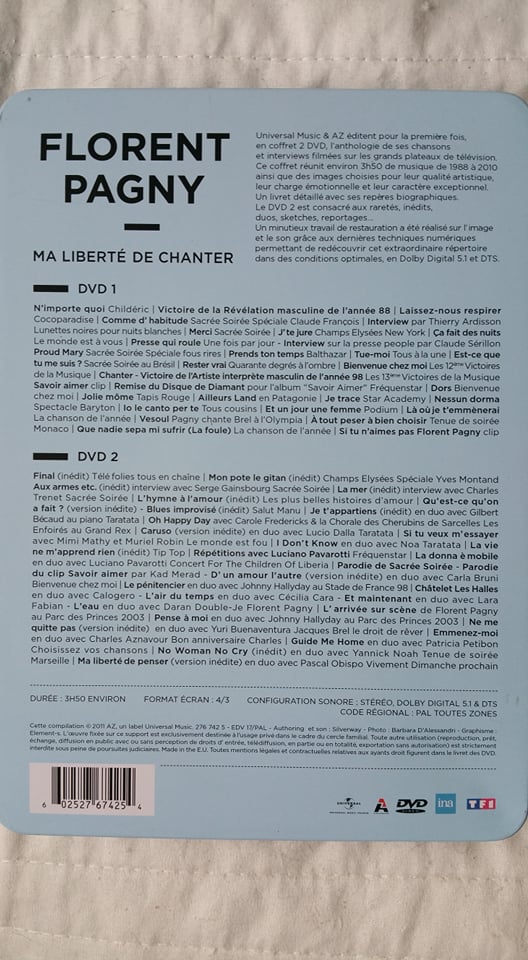 FLORENT
PAGNY
MA LIBERTÉ DE CHANTER
Universal Music & AZ éditent pour la première fois,
en coffret 2 DVD, l'anthologie de ses chansons
et interviews filmées sur les grands plateaux de télévision.
Ce coffret réunit environ 3h50 de musique de 1988 à 2010
ainsi que des images choisies pour leur qualité artistique,
leur charge émotionnelle et leur caractère exceptionnel.
Un livret détaillé avec ses repères biographiques.
Le DVD 2 est consacré aux raretés, inédits,
duos, sketches, reportages...
Un minutieux travail de restauration a été réalisé sur l'image
et le son grâce aux dernières techniques numériques
permettant de redécouvrir cet extraordinaire répertoire
dans des conditions optimales, en Dolby Digital 5.1 et DTS.
DVD 1
N'importe quoi Childéric | Victoire de la Révélation masculine de l'année 88 | Laissez-nous respirer
Cocoparadise | Comme d'habitude Sacrée Soirée Spéciale Claude François | Interview par Thierry Ardisson
Lunettes noires pour nuits blanches | Merci Sacrée Soirée | J'te jure Champs Elysées New York | Ça fait des nuits
Le monde est à vous | Presse qui roule Une fois par jour - Interview sur la presse people par Claude Sérillon
Proud Mary Sacrée Soirée Spéciale fous rires | Prends ton temps Balthazar | Tue-moi Tous à la une | Est-ce que
tu me suis ? Sacrée Soirée au Brésil | Rester vrai Quarante degrés à l'ombre | Bienvenue chez moi Les 12ème Victoires
de la Musique | Chanter - Victoire de l'Artiste interprète masculine de l'année 98 Les 13ème Victoires de la Musique
Savoir aimer clip | Remise du Disque de Diamant pour l'album "Savoir Aimer" Fréquenstar | Dors Bienvenue
chez moi | Jolie môme Tapis Rouge | Ailleurs Land en Patagonie | Je trace Star Academy | Nessun dorma
Spectacle Baryton | Io le canto per te Tous cousins | Et un jour une femme Podium | Là où je t'emmènerai
La chanson de l'année | Vesoul Pagny chante Brel à l'Olympia | À tout peser à bien choisir Tenue de soirée
Monaco | Que nadie sepa mi sufrir (La foule) La chanson de l'année | Si tu n'aimes pas Florent Pagny clip
DVD 2
Final (inédit) Télé folies tous en chaîne | Mon pote le gitan (inédit) Champs Elysées Spéciale Yves Montand
Aux armes etc. (inédit) interview avec Serge Gainsbourg Sacrée Soirée | La mer (inédit) interview avec Charles
Trenet Sacrée Soirée | L'hymne à l'amour (inédit) Les plus belles histoires d'amour | Qu'est-ce qu'on
a fait ? (version inédite) - Blues improvisé (inédit) Salut Manu | Je t'appartiens (inédit) en duo avec Gilbert
Bécaud au piano Taratata | Oh Happy Day avec Carole Fredericks & la Chorale des Cherubins de Sarcelles Les
Enfoirés au Grand Rex | Caruso (version inédite) en duo avec Lucio Dalla Taratata | Si tu veux m'essayer
avec Mimi Mathy et Muriel Robin Le monde est fou | I Don't Know en duo avec Noa Taratata | La vie
ne m'apprend rien (inédit) Tip Top | Répétitions avec Luciano Pavarotti Fréquenstar | La donna è mobile
en duo avec Luciano Pavarotti Concert For The Children Of Liberia | Parodie de Sacrée Soirée - Parodie
du clip Savoir aimer par Kad Merad - D'un amour l'autre (version inédite) en duo avec Carla Bruni
Bienvenue chez moi | Le pénitencier en duo avec Johnny Hallyday au Stade de France 98 | Châtelet Les Halles
en duo avec Calogero - L'air du temps en duo avec Cécilia Cara - Et maintenant en duo avec Lara
Fabian - L'eau en duo avec Daran Double-Je Florent Pagny | L'arrivée sur scène de Florent Pagny
au Parc des Princes 2003 | Pense à moi en duo avec Johnny Hallyday au Parc des Princes 2003 | Ne me
quitte pas (version inédite) en duo avec Yuri Buenaventura Jacques Brel le droit de rêver | Emmenez-moi
en duo avec Charles Aznavour Bon anniversaire Charles | Guide Me Home en duo avec Patricia Petibon
Choisissez vos chansons | No Woman No Cry (inédit) en duo avec Yannick Noah Tenue de soirée
Marseille | Ma liberté de penser (version inédite) en duo avec Pascal Obispo Vivement Dimanche prochain
DURÉE : 3H50 ENVIRON FORMAT ÉCRAN : 4/3 CONFIGURATION SONORE : STÉRÉO, DOLBY DIGITAL 5.1 & DTS
CODE RÉGIONAL : PAL TOUTES ZONES
Cette compilation ©2011 AZ, un label Universal Music. 276 742 5 - EDV 17/PAL - Authoring et son : Silverway - Photo : Barbara D'Alessandri - Graphisme :
Element-s. L'œuvre fixée sur ce support est exclusivement destinée à l'usage privé dans le cadre du cercle familial. Toute autre utilisation (reproduction, prêt,
échange, diffusion en public avec ou sans perception de droits d'entrée, télédiffusion, en partie ou en totalité, exportation sans autorisation) est strictement
interdite sous peine de poursuites judiciaires. Made in the E.U. Toutes mentions légales et contractuelles relatives aux ayants droit figurent dans le livret des DVD.
6 02527 67425 4
UNIVERSAL
AZ
DVD
VIDEO
ina
TF1